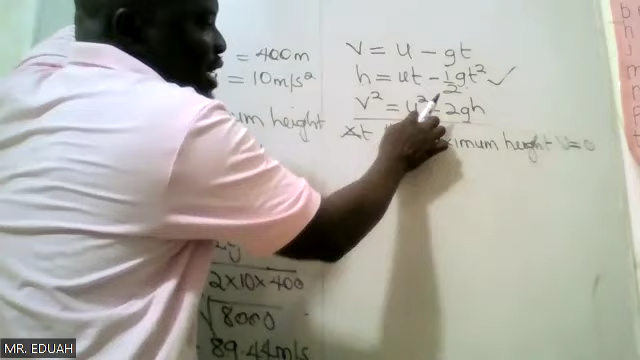 = 400m
= 10m/s²
um height
2×10×400
√8000
89.44m/s
V = u - gt
h = ut - ½gt² ✓
V² = u² - 2gh
At ximum height V=0
MR. EDUAH